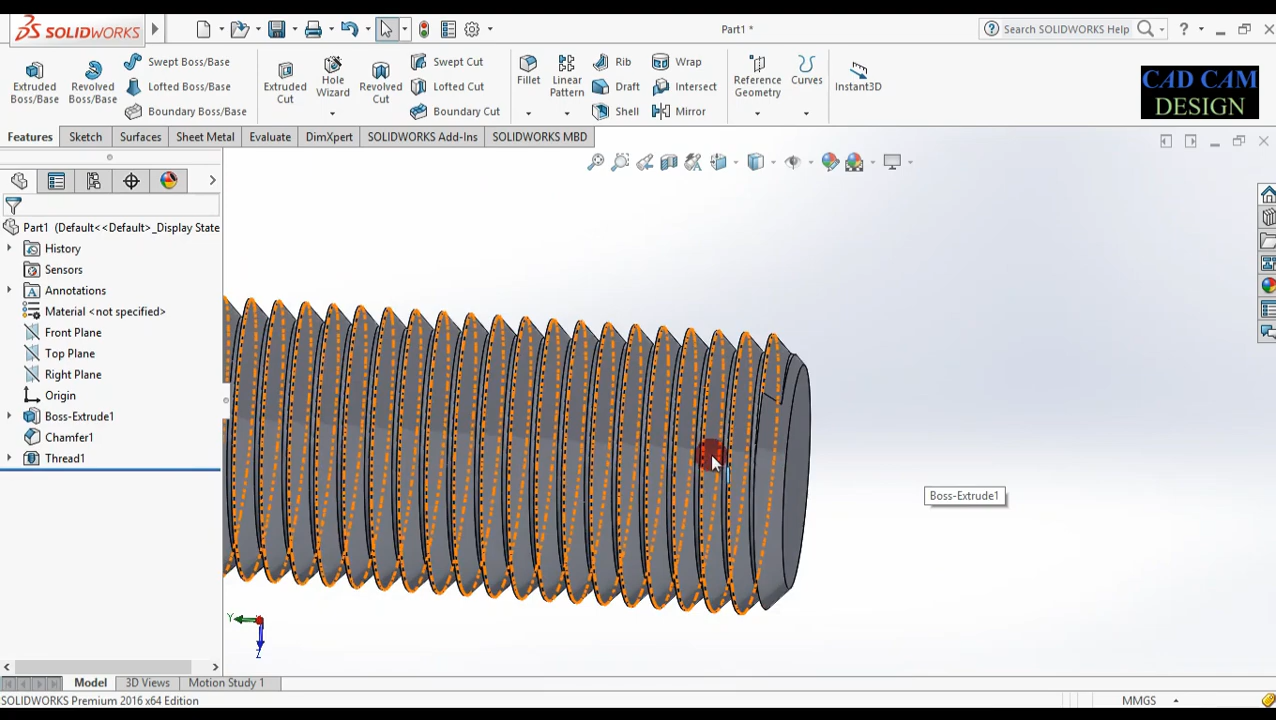 SOLIDWORKS
Part1 *
Search SOLIDWORKS Help
?
Extruded Boss/Base
Revolved Boss/Base
Swept Boss/Base
Lofted Boss/Base
Boundary Boss/Base
Extruded Cut
Hole Wizard
Revolved Cut
Swept Cut
Lofted Cut
Boundary Cut
Fillet
Linear Pattern
Rib
Draft
Shell
Wrap
Intersect
Mirror
Reference Geometry
Curves
Instant3D
CAD CAM
DESIGN
Features
Sketch
Surfaces
Sheet Metal
Evaluate
DimXpert
SOLIDWORKS Add-Ins
SOLIDWORKS MBD
Part1 (Default<<Default>_Display State
History
Sensors
Annotations
Material <not specified>
Front Plane
Top Plane
Right Plane
Origin
Boss-Extrude1
Chamfer1
Thread1
Boss-Extrude1
Y
Z
Model
3D Views
Motion Study 1
SOLIDWORKS Premium 2016 x64 Edition
MMGS